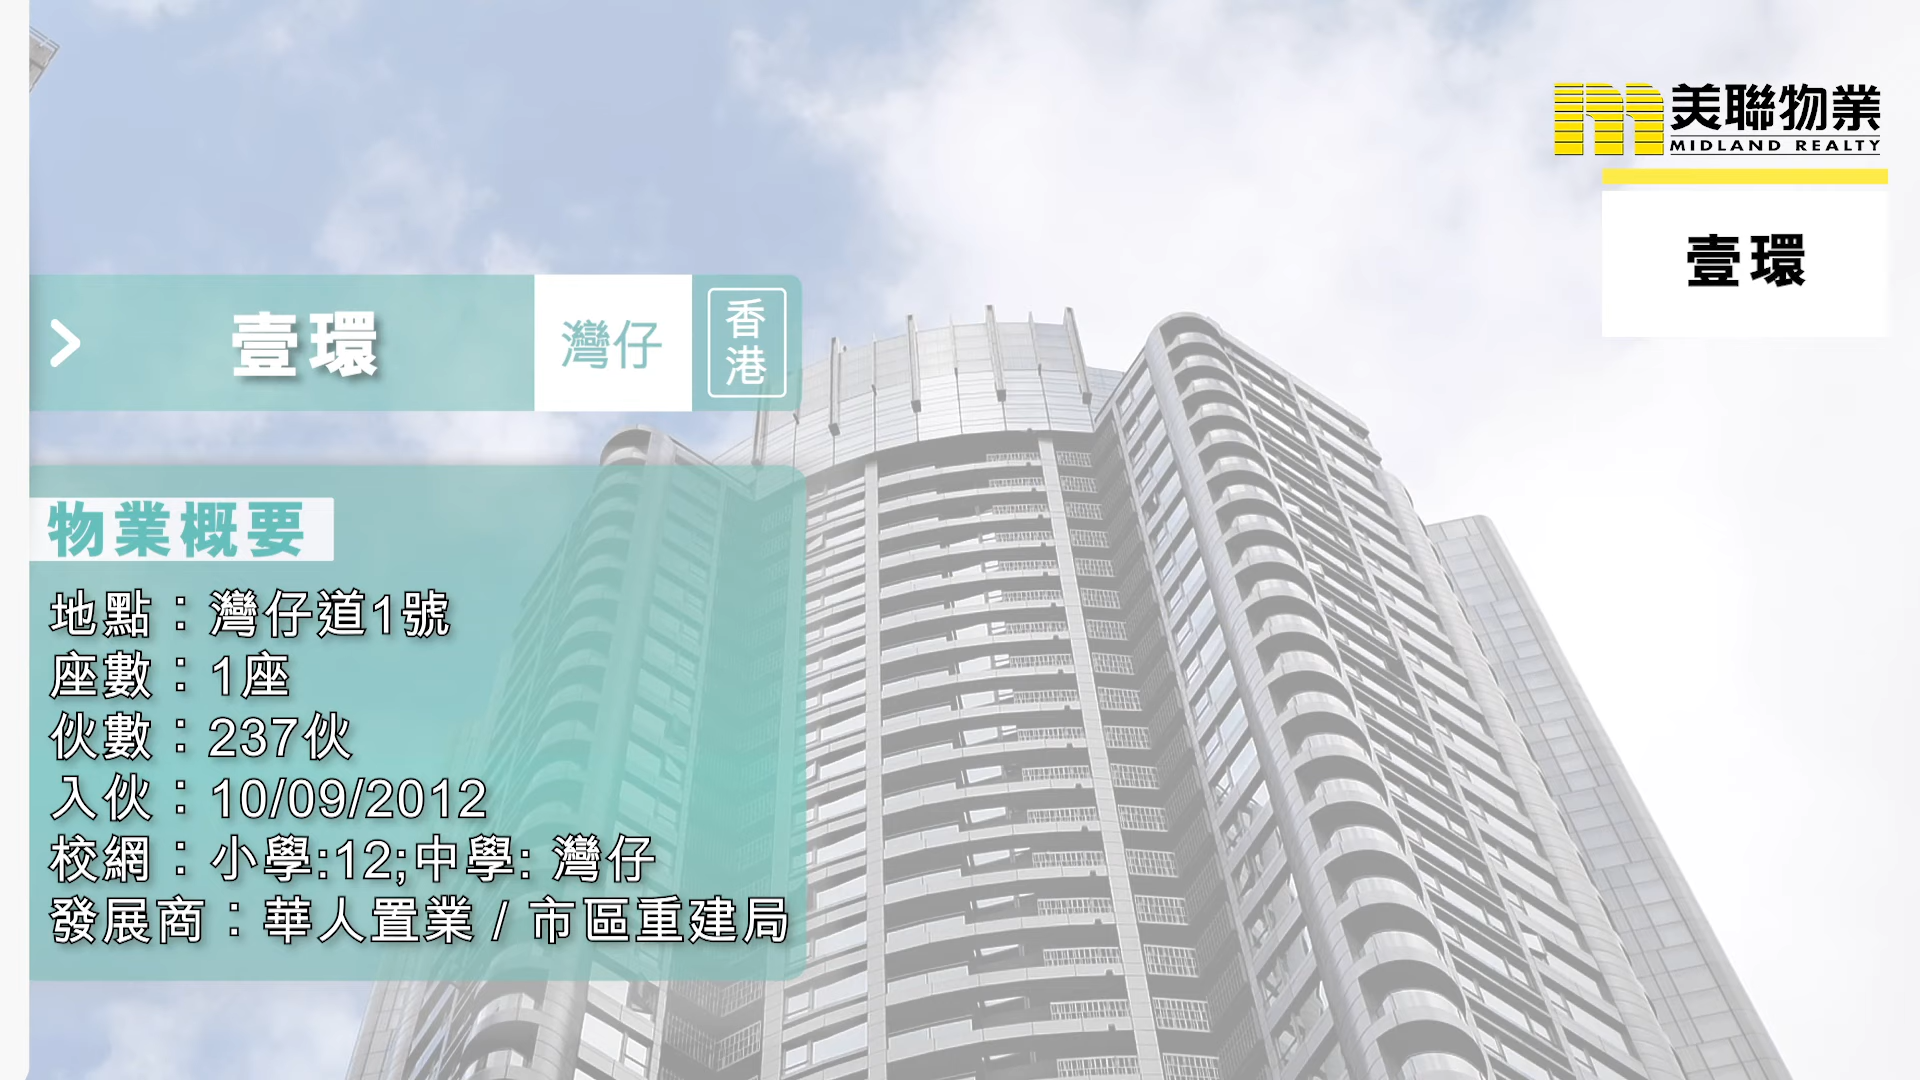 美聯物業
MIDLAND REALTY
壹環
壹環
灣仔
香港
物業概要
地點：灣仔道1號
座數：1座
伙數：237伙
入伙：10/09/2012
校網：小學:12;中學: 灣仔
發展商：華人置業 / 市區重建局